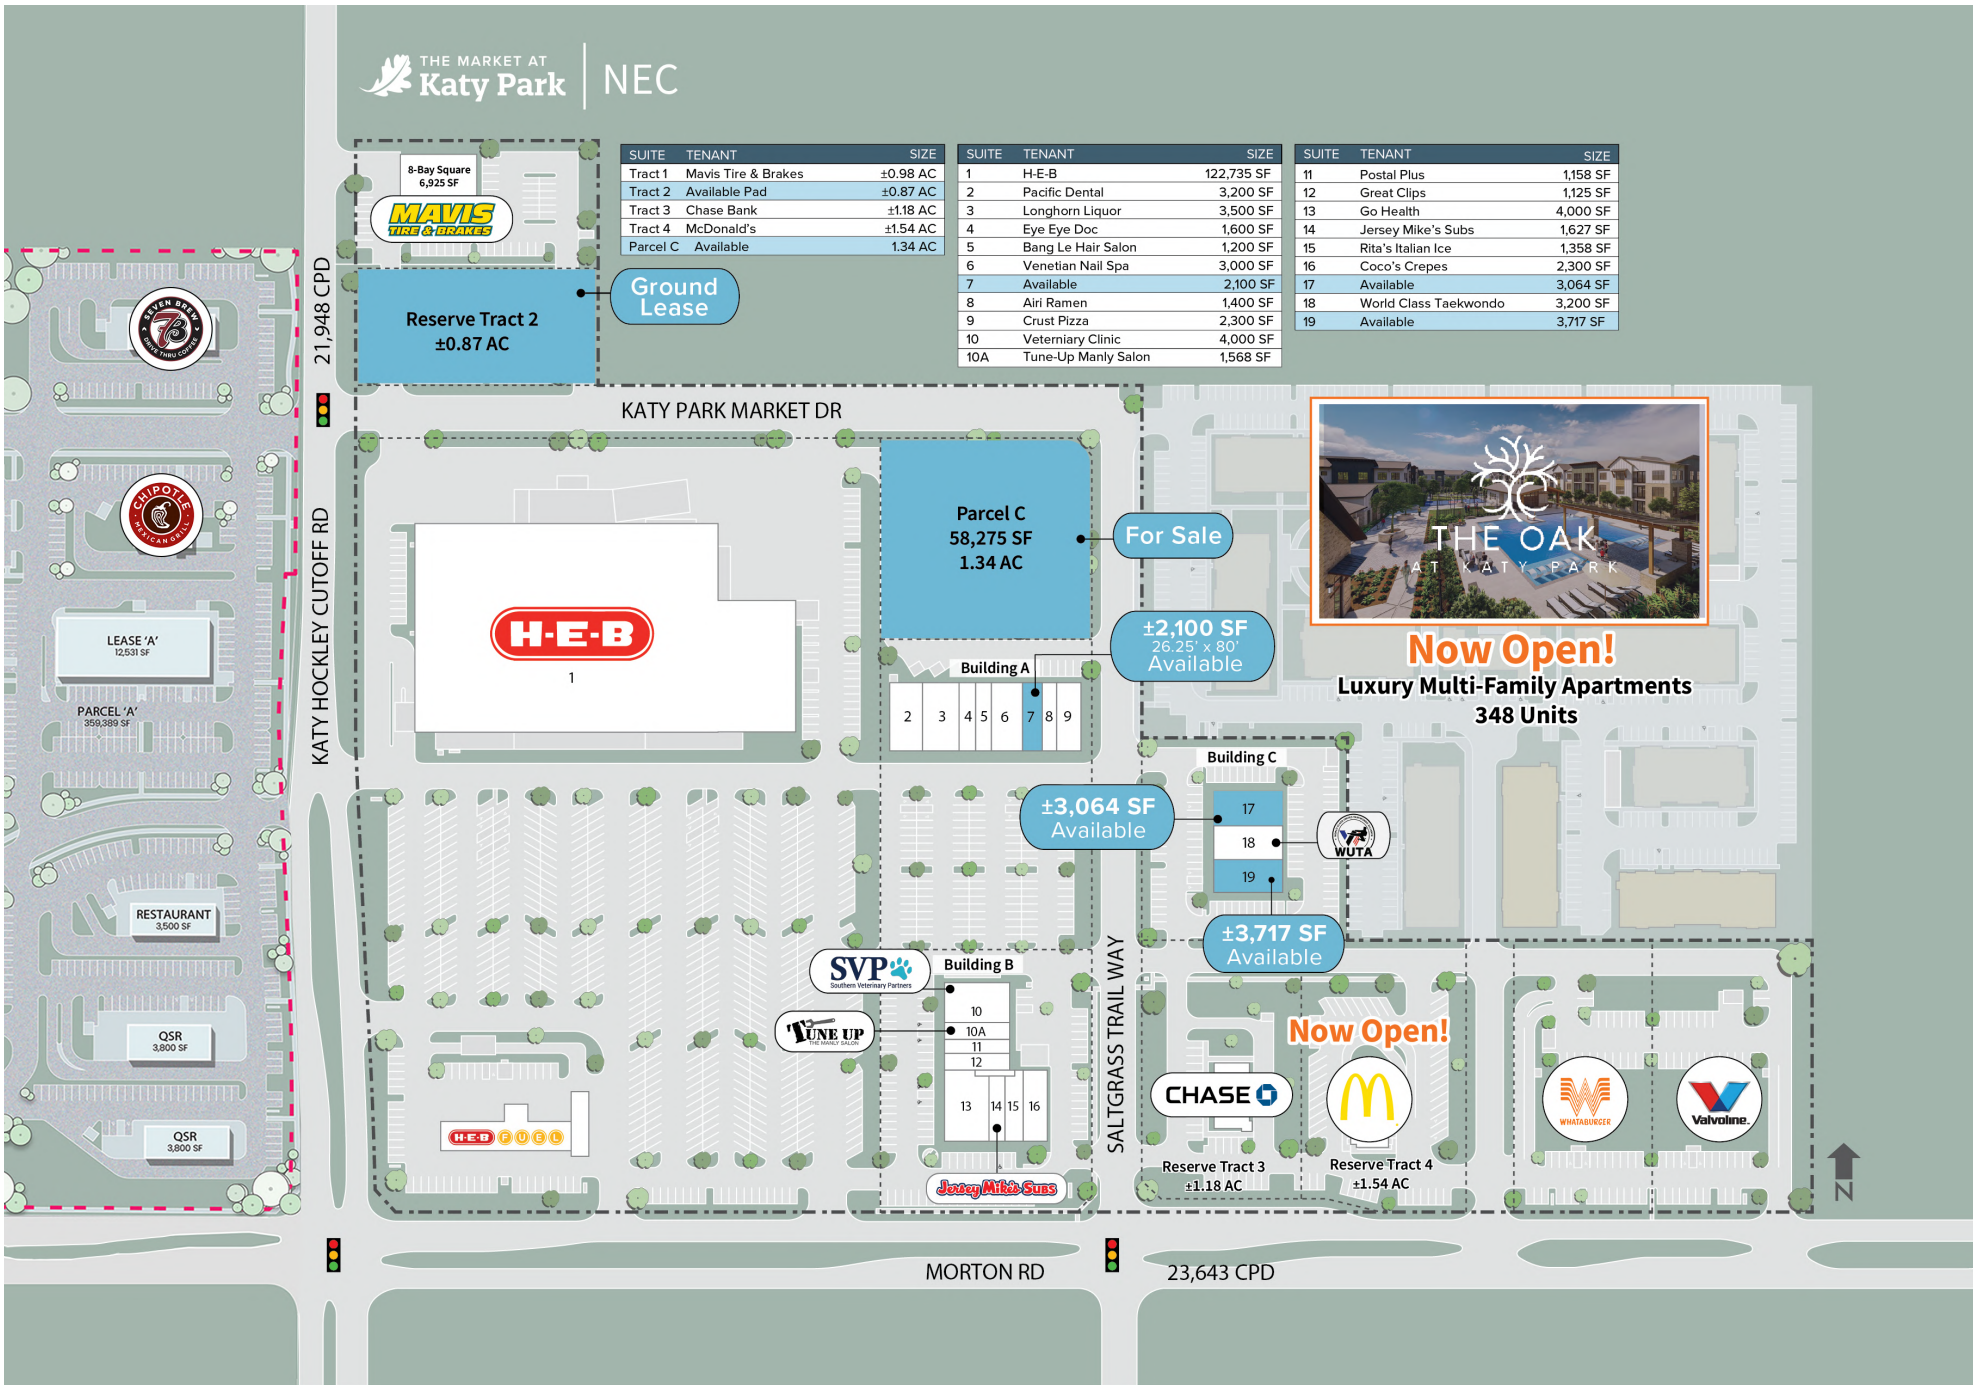 THE MARKET AT
Katy Park
NEC
SUITE TENANT SIZE
Tract 1 Mavis Tire & Brakes ±0.98 AC
Tract 2 Available Pad ±0.87 AC
Tract 3 Chase Bank ±1.18 AC
Tract 4 McDonald's ±1.54 AC
Parcel C Available 1.34 AC
SUITE TENANT SIZE
1 H-E-B 122,735 SF
2 Pacific Dental 3,200 SF
3 Longhorn Liquor 3,500 SF
4 Eye Eye Doc 1,600 SF
5 Bang Le Hair Salon 1,200 SF
6 Venetian Nail Spa 3,000 SF
7 Available 2,100 SF
8 Airi Ramen 1,400 SF
9 Crust Pizza 2,300 SF
10 Veterniary Clinic 4,000 SF
10A Tune-Up Manly Salon 1,568 SF
SUITE TENANT SIZE
11 Postal Plus 1,158 SF
12 Great Clips 1,125 SF
13 Go Health 4,000 SF
14 Jersey Mike's Subs 1,627 SF
15 Rita's Italian Ice 1,358 SF
16 Coco's Crepes 2,300 SF
17 Available 3,064 SF
18 World Class Taekwondo 3,200 SF
19 Available 3,717 SF
8-Bay Square
6,925 SF
MAVIS
TIRE & BRAKES
21,948 CPD
Reserve Tract 2
±0.87 AC
Ground
Lease
SEVEN BREW
7B
DRIVE THRU COFFEE
KATY PARK MARKET DR
CHIPOTLE
MEXICAN GRILL
KATY HOCKLEY CUTOFF RD
Parcel C
58,275 SF
1.34 AC
For Sale
THE OAK
AT KATY PARK
Now Open!
Luxury Multi-Family Apartments
348 Units
LEASE 'A'
12,531 SF
PARCEL 'A'
359,389 SF
H-E-B
1
±2,100 SF
26.25' x 80'
Available
Building A
2 3 4 5 6 7 8 9
Building C
17
18
19
±3,064 SF
Available
WUTA
±3,717 SF
Available
RESTAURANT
3,500 SF
QSR
3,800 SF
QSR
3,800 SF
SVP
Southern Veterinary Partners
Building B
10
10A
11
12
13 14 15 16
TUNE UP
THE MANLY SALON
Jersey Mike's SUBS
H-E-B FUEL
SALTGRASS TRAIL WAY
Now Open!
CHASE
WHATABURGER
Valvoline
Reserve Tract 3
±1.18 AC
Reserve Tract 4
±1.54 AC
N
MORTON RD
23,643 CPD